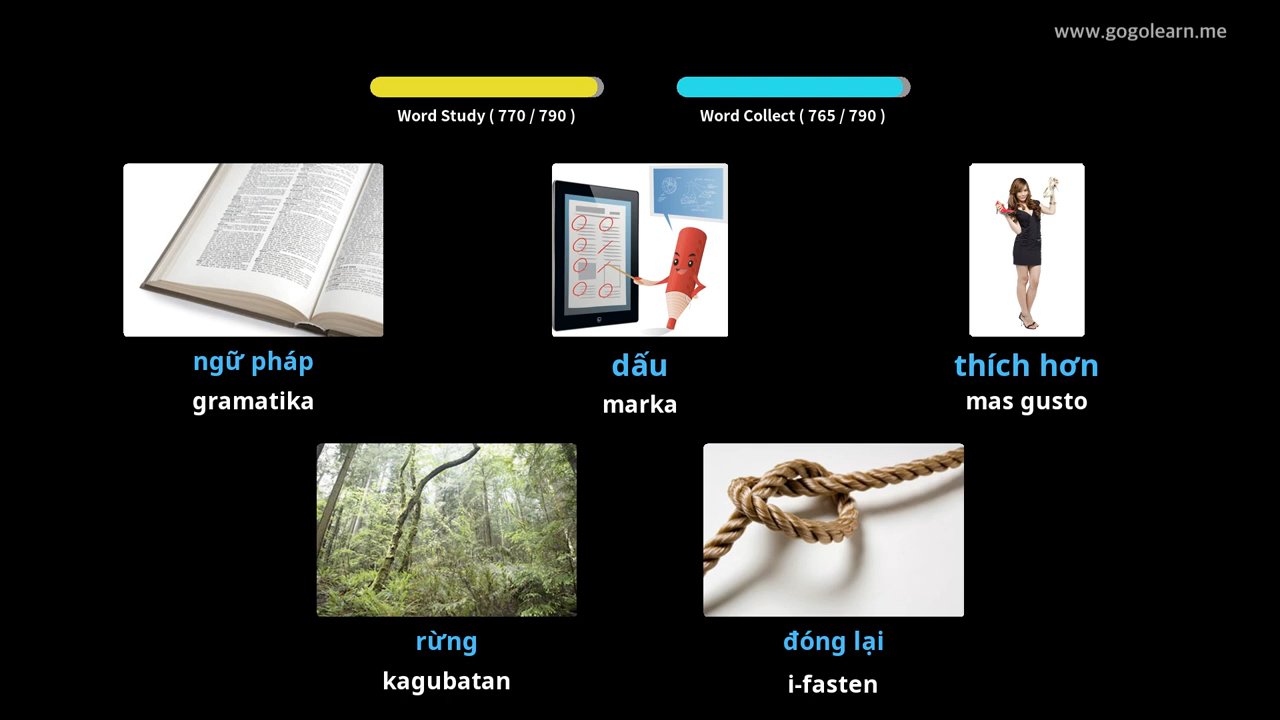 www.gogolearn.me
Word Study ( 770 / 790 )
Word Collect ( 765 / 790 )
ngữ pháp
gramatika
dấu
marka
thích hơn
mas gusto
rừng
kagubatan
đóng lại
i-fasten